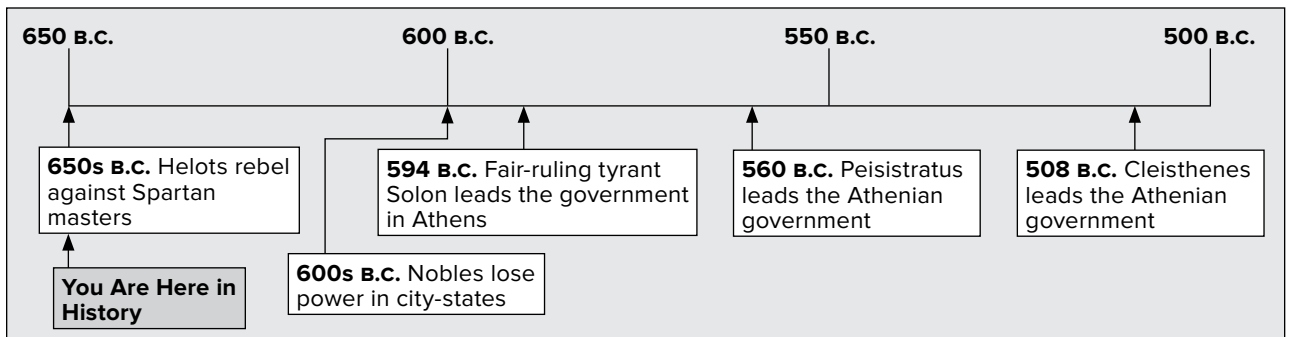 650 B.C.
600 B.C.
550 B.C.
500 B.C.
650s B.C. Helots rebel
against Spartan
masters
594 B.C. Fair-ruling tyrant
Solon leads the government
in Athens
560 B.C. Peisistratus
leads the Athenian
government
508 B.C. Cleisthenes
leads the Athenian
government
You Are Here in
History
600s B.C. Nobles lose
power in city-states